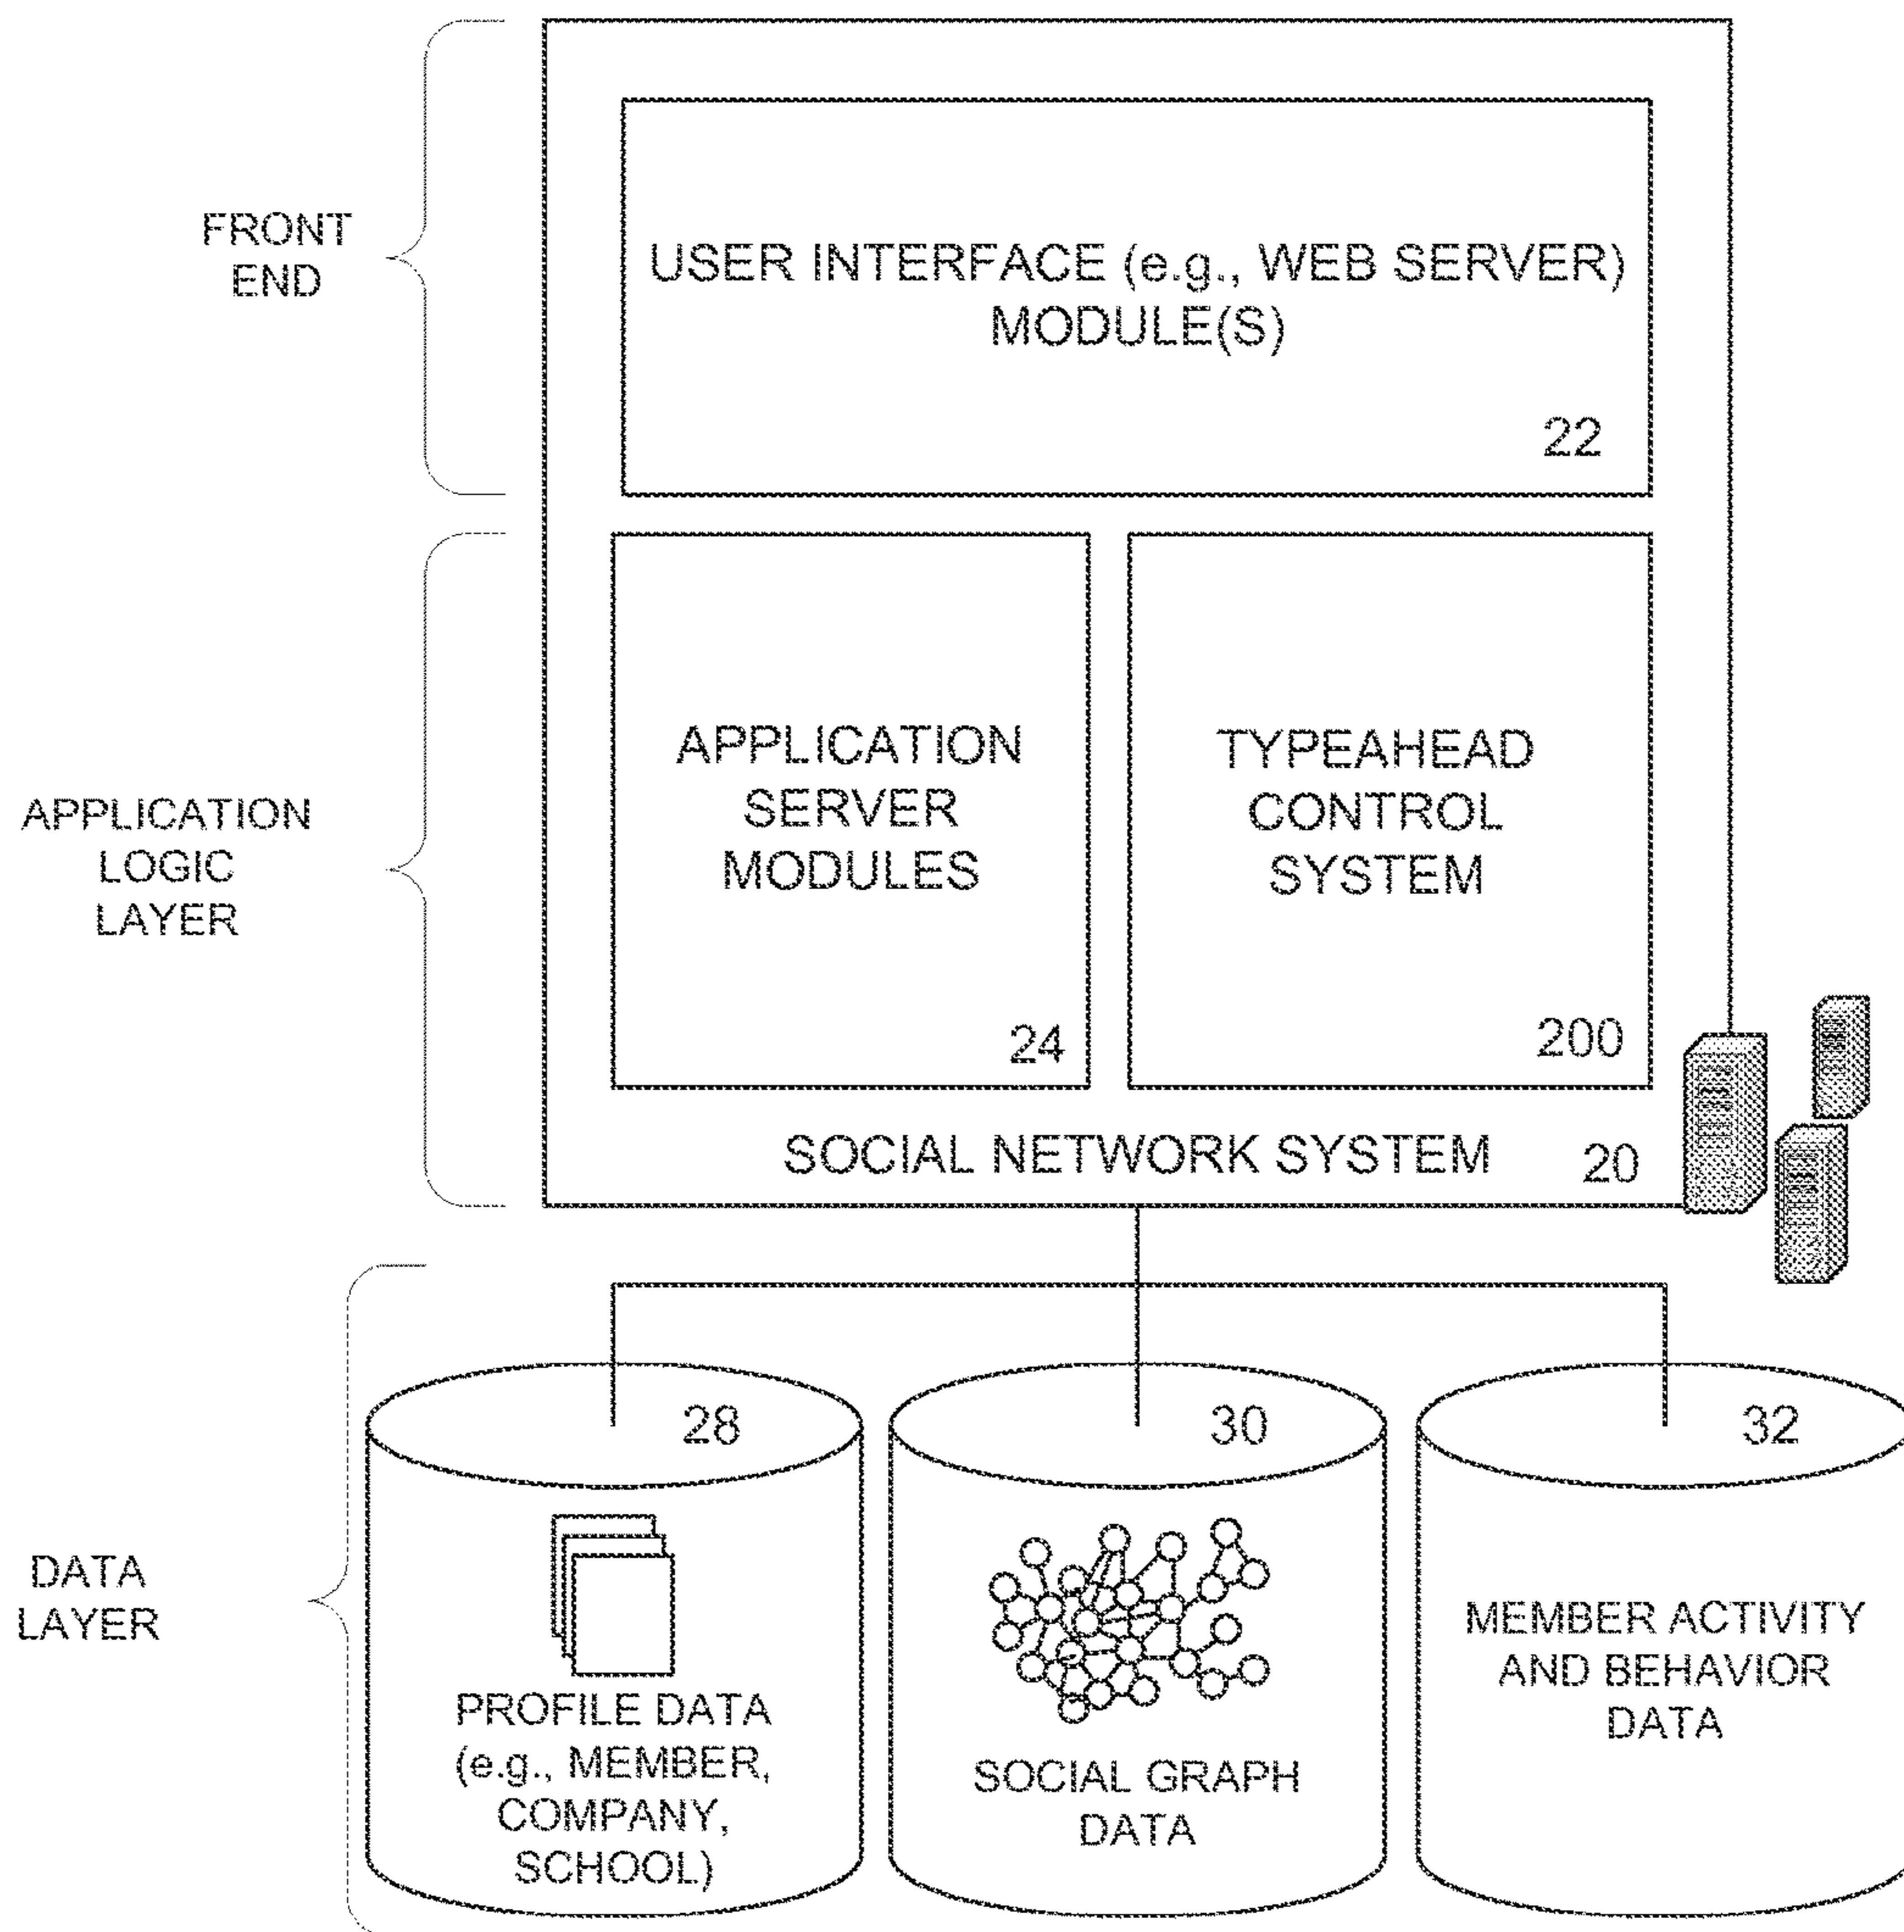 FRONT
END
USER INTERFACE (e.g., WEB SERVER)
MODULE(S)
22
APPLICATION
LOGIC
LAYER
APPLICATION
SERVER
MODULES
24
TYPEAHEAD
CONTROL
SYSTEM
200
SOCIAL NETWORK SYSTEM
20
DATA
LAYER
28
PROFILE DATA
(e.g., MEMBER,
COMPANY,
SCHOOL)
30
SOCIAL GRAPH
DATA
32
MEMBER ACTIVITY
AND BEHAVIOR
DATA